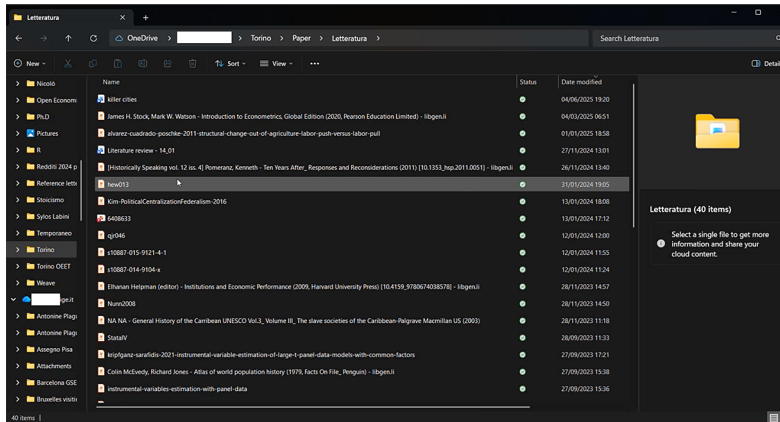 Letteratura
OneDrive > > Torino > Paper > Letteratura >
Search Letteratura
New
Sort
View
Detai
Name
Status
Date modified
Nicolò
Open Econom
Ph.D
Pictures
R
Redditi 2024 p
Reference lette
Stoicismo
Sylos Labini
Temporaneo
Torino
Torino OEET
Weave
ge.it
Antonine Plagu
Antonine Plagu
Assegno Pisa
Attachments
Barcelona GSE
Bruxelles visitin
killer cities 04/06/2025 19:20
James H. Stock, Mark W. Watson - Introduction to Econometrics, Global Edition (2020, Pearson Education Limited) - libgen.li 04/03/2025 06:51
alvarez-cuadrado-poschke-2011-structural-change-out-of-agriculture-labor-push-versus-labor-pull 01/01/2025 18:58
Literature review - 14_01 27/11/2024 13:01
[Historically Speaking vol. 12 iss. 4] Pomeranz, Kenneth - Ten Years After_ Responses and Reconsiderations (2011) [10.1353_hsp.2011.0051] - libgen.li 26/11/2024 13:40
hew013 31/01/2024 19:05
Kim-PoliticalCentralizationFederalism-2016 13/01/2024 18:08
6408633 13/01/2024 17:12
qjr046 12/01/2024 12:00
s10887-015-9121-4-1 12/01/2024 11:55
s10887-014-9104-x 12/01/2024 11:24
Elhanan Helpman (editor) - Institutions and Economic Performance (2009, Harvard University Press) [10.4159_9780674038578] - libgen.li 28/11/2023 14:57
Nunn2008 28/11/2023 14:50
NA NA - General History of the Carribean UNESCO Vol.3_ Volume III_ The slave societies of the Caribbean-Palgrave Macmillan US (2003) 28/11/2023 11:18
StataIV 28/09/2023 11:33
kripfganz-sarafidis-2021-instrumental-variable-estimation-of-large-t-panel-data-models-with-common-factors 27/09/2023 17:21
Colin McEvedy, Richard Jones - Atlas of world population history (1979, Facts On File_ Penguin) - libgen.li 27/09/2023 15:38
instrumental-variables-estimation-with-panel-data 27/09/2023 15:36
Letteratura (40 items)
Select a single file to get more
information and share your
cloud content.
40 items